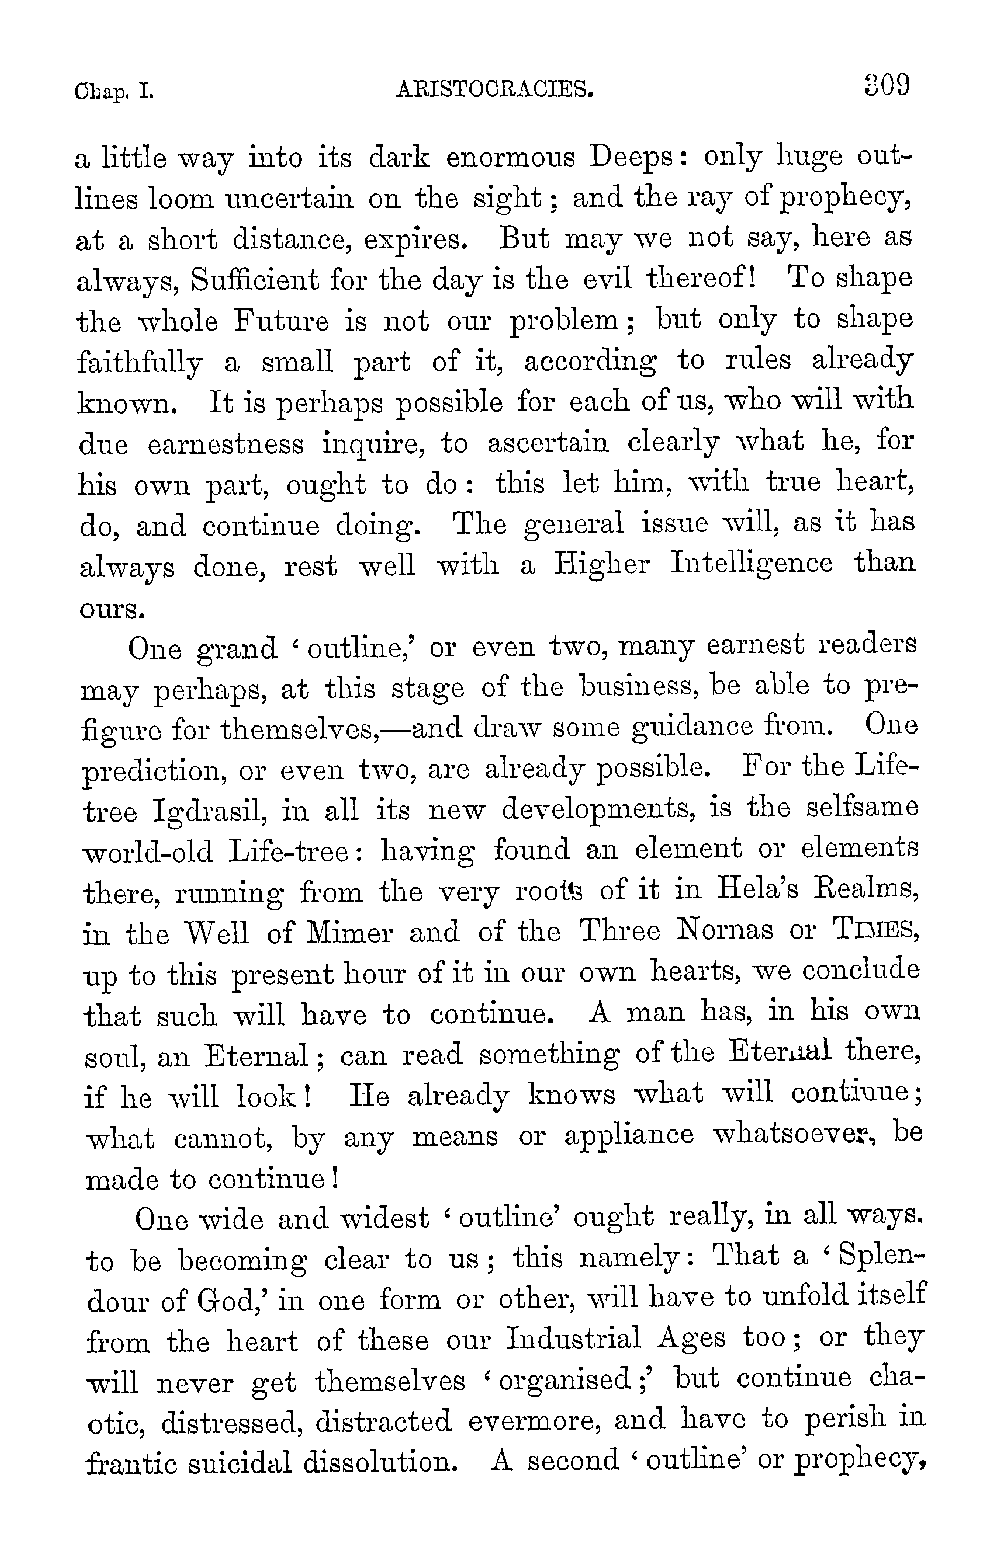 Chap. I. ARISTOCRACIES. 309
a little way into its dark enormous Deeps: only huge out-
lines loom uncertain on the sight; and the ray of prophecy,
at a short distance, expires. But may we not say, here as
always, Sufficient for the day is the evil thereof! To shape
the whole Future is not our problem; but only to shape
faithfully a small part of it, according to rules already
known. It is perhaps possible for each of us, who will with
due earnestness inquire, to ascertain clearly what he, for
his own part, ought to do: this let him, with true heart,
do, and continue doing. The general issue will, as it has
always done, rest well with a Higher Intelligence than
ours.
One grand ‘outline,’ or even two, many earnest readers
may perhaps, at this stage of the business, be able to pre-
figure for themselves,—and draw some guidance from. One
prediction, or even two, are already possible. For the Life-
tree Igdrasil, in all its new developments, is the selfsame
world-old Life-tree: having found an element or elements
there, running from the very roots of it in Hela’s Realms,
in the Well of Mimer and of the Three Nornas or TIMES,
up to this present hour of it in our own hearts, we conclude
that such will have to continue. A man has, in his own
soul, an Eternal; can read something of the Eternal there,
if he will look! He already knows what will continue;
what cannot, by any means or appliance whatsoever, be
made to continue!
One wide and widest ‘outline’ ought really, in all ways.
to be becoming clear to us; this namely: That a ‘Splen-
dour of God,’ in one form or other, will have to unfold itself
from the heart of these our Industrial Ages too; or they
will never get themselves ‘organised;’ but continue cha-
otic, distressed, distracted evermore, and have to perish in
frantic suicidal dissolution. A second ‘outline’ or prophecy,